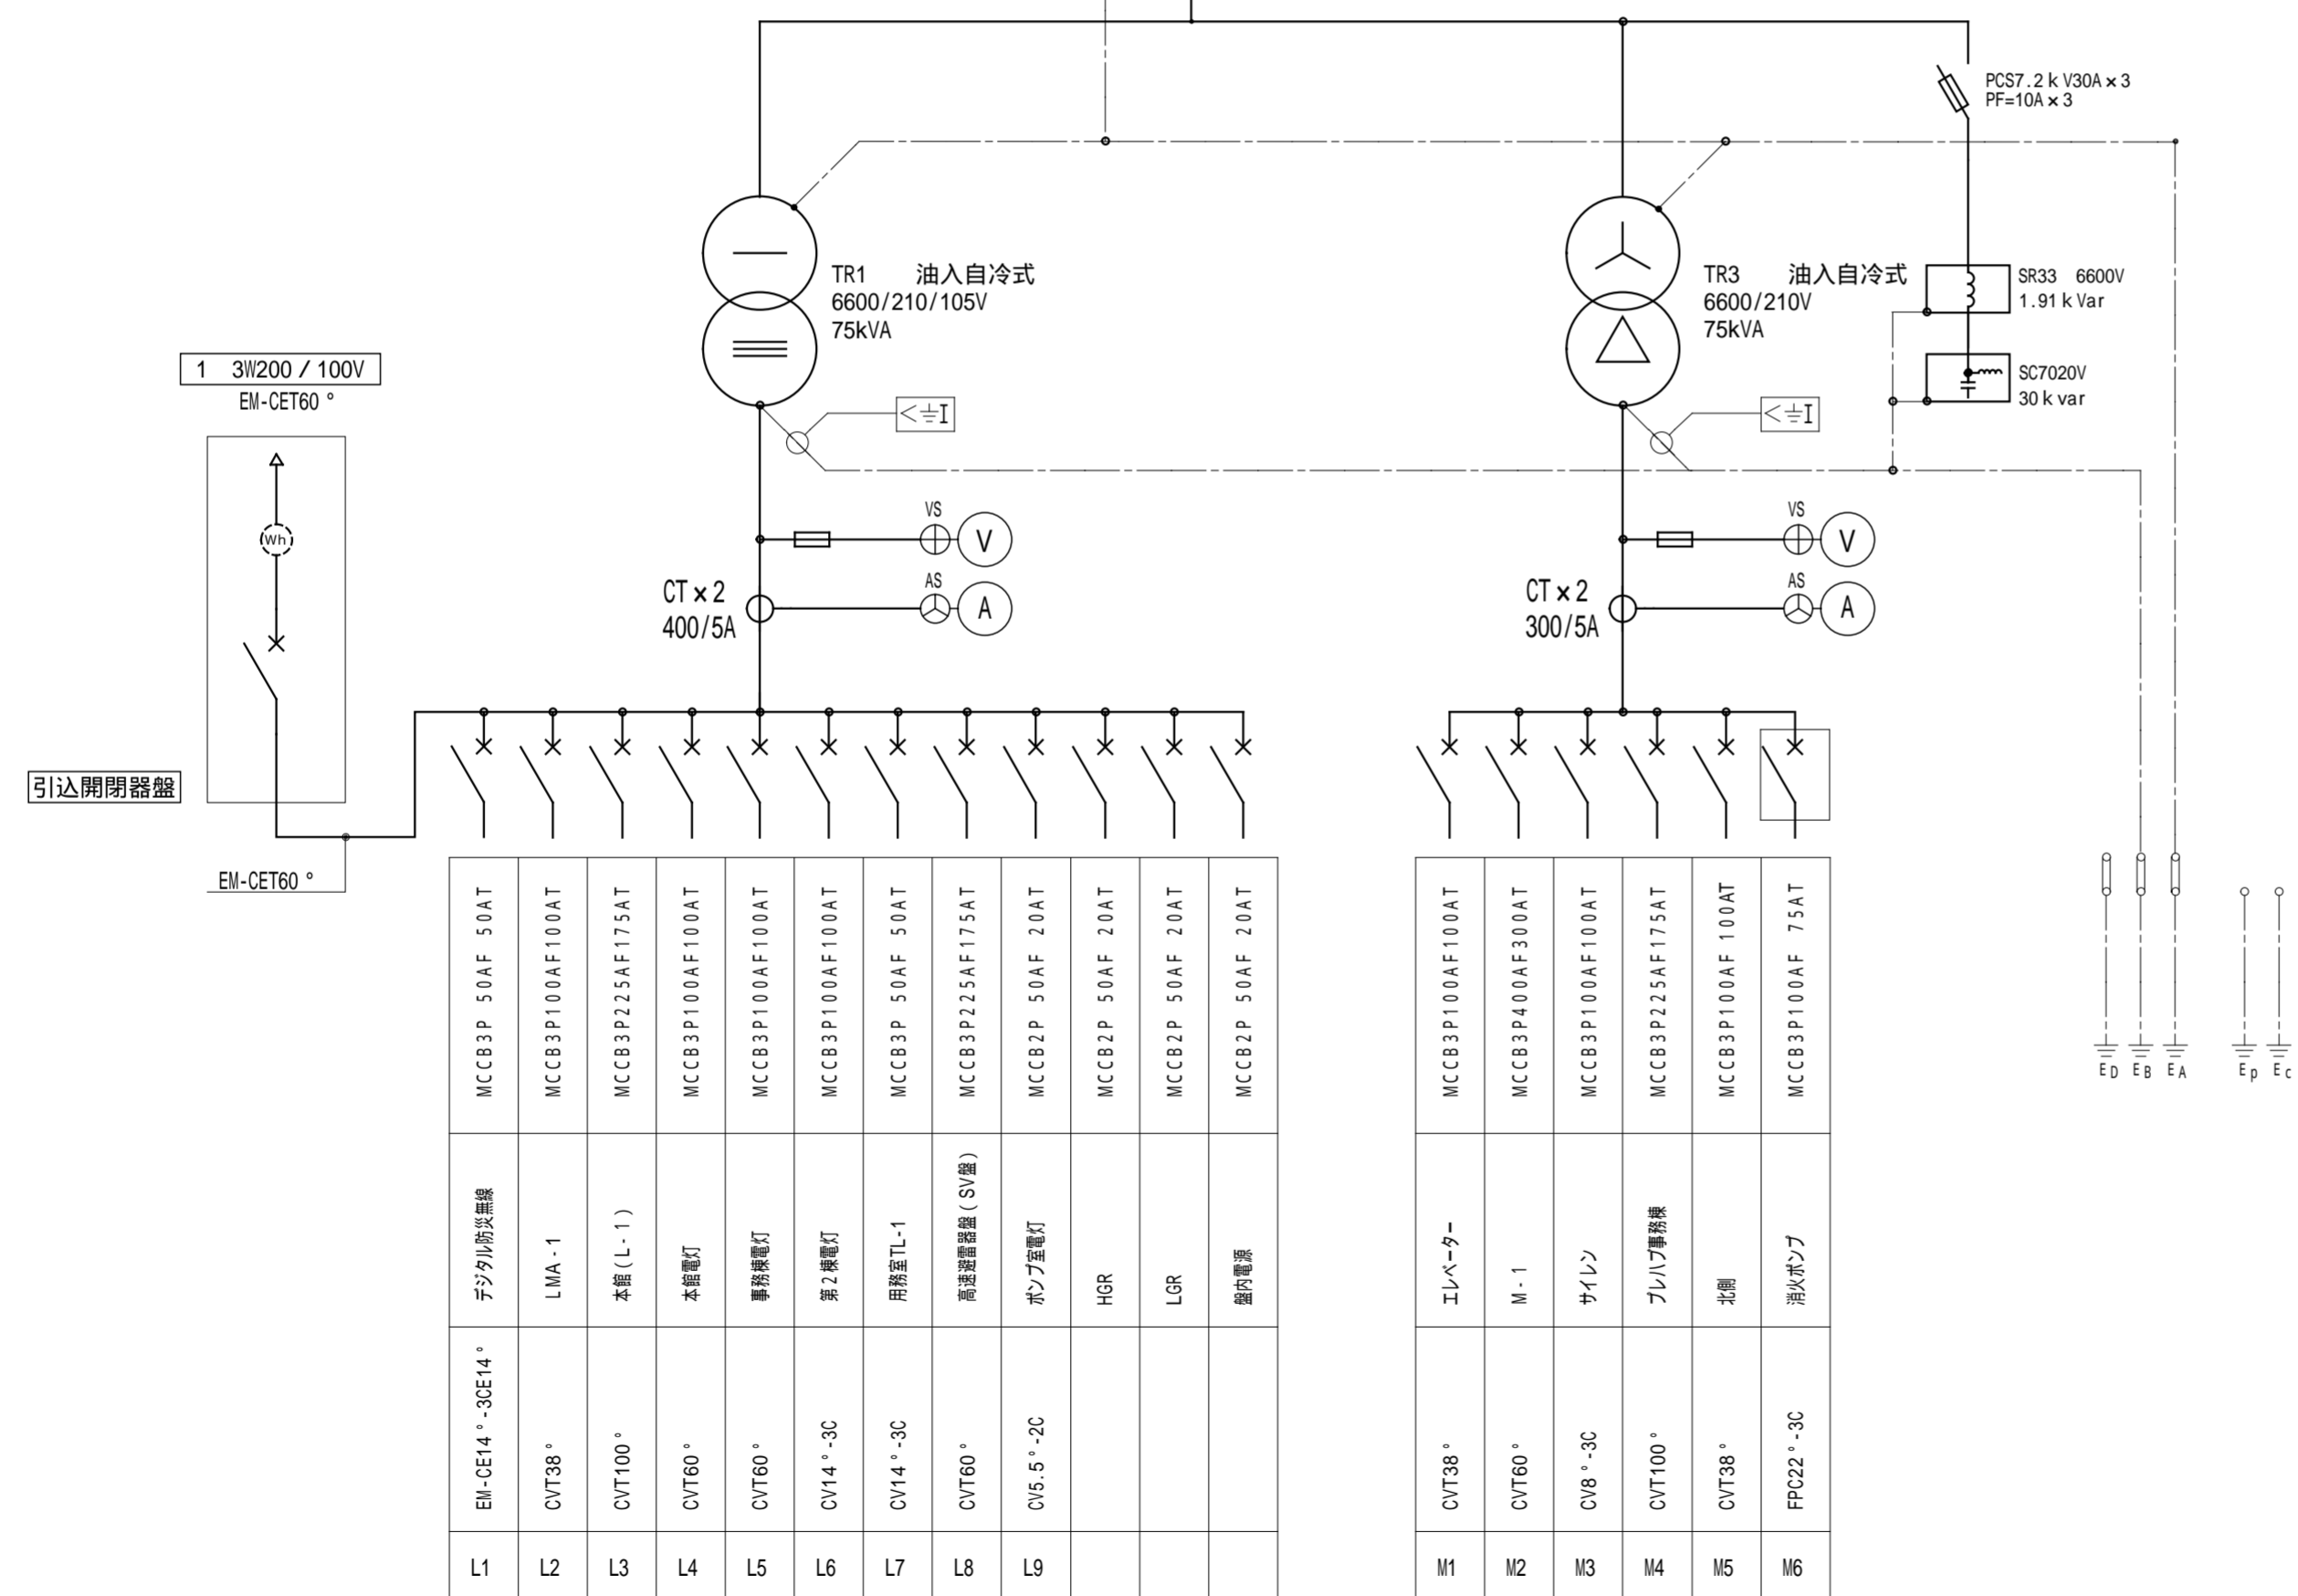 PCS7.2kV30A×3
PF=10A×3
TR1 油入自冷式
6600/210/105V
75kVA
TR3 油入自冷式
6600/210V
75kVA
SR33 6600V
1.91kVar
SC7020V
30kvar
1 3W200/100V
EM-CET60°
Wh
引込開閉器盤
EM-CET60°
<⏚I
<⏚I
VS
V
AS
A
CT×2
400/5A
VS
V
AS
A
CT×2
300/5A
MCCB3P 50AF 50AT
MCCB3P100AF100AT
MCCB3P225AF175AT
MCCB3P100AF100AT
MCCB3P100AF100AT
MCCB3P100AF100AT
MCCB3P 50AF 50AT
MCCB3P225AF175AT
MCCB2P 50AF 20AT
MCCB2P 50AF 20AT
MCCB2P 50AF 20AT
MCCB2P 50AF 20AT
デジタル防災無線
LMA-1
本館(L-1)
本館電灯
事務棟電灯
第2棟電灯
用務室TL-1
高速避雷器盤(SV盤)
ポンプ室電灯
HGR
LGR
盤内電源
EM-CE14°-3CE14°
CVT38°
CVT100°
CVT60°
CVT60°
CV14°-3C
CV14°-3C
CVT60°
CV5.5°-2C
L1
L2
L3
L4
L5
L6
L7
L8
L9
MCCB3P100AF100AT
MCCB3P400AF300AT
MCCB3P100AF100AT
MCCB3P225AF175AT
MCCB3P100AF 100AT
MCCB3P100AF 75AT
エレベーター
M-1
サイレン
プレハブ事務棟
北側
消火ポンプ
CVT38°
CVT60°
CV8°-3C
CVT100°
CVT38°
FPC22°-3C
M1
M2
M3
M4
M5
M6
ED
EB
EA
Ep
Ec